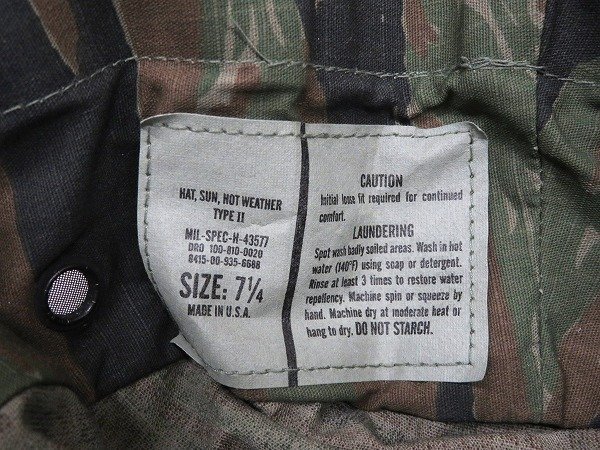 HAT, SUN, HOT WEATHER
TYPE II
MIL-SPEC-H-43577
DRO 100-810-0020
8415-00-935-6688
SIZE: 7¼
MADE IN U.S.A.
CAUTION
Initial lose fit required for continued
comfort.
LAUNDERING
Spot wash badly soiled areas. Wash in hot
water (140°F) using soap or detergent.
Rinse at least 3 times to restore water
repellency. Machine spin or squeeze by
hand. Machine dry at moderate heat or
hang to dry. DO NOT STARCH.